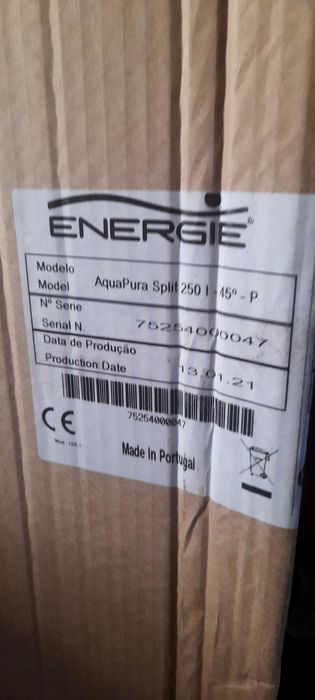 ENERGIE®
Modelo
Model AquaPura Split 250 I - 45º - P
Nº Série
Serial N. 75254000047
Data de Produção
Production Date 13.01.21
75254000047
CE
Made In Portugal